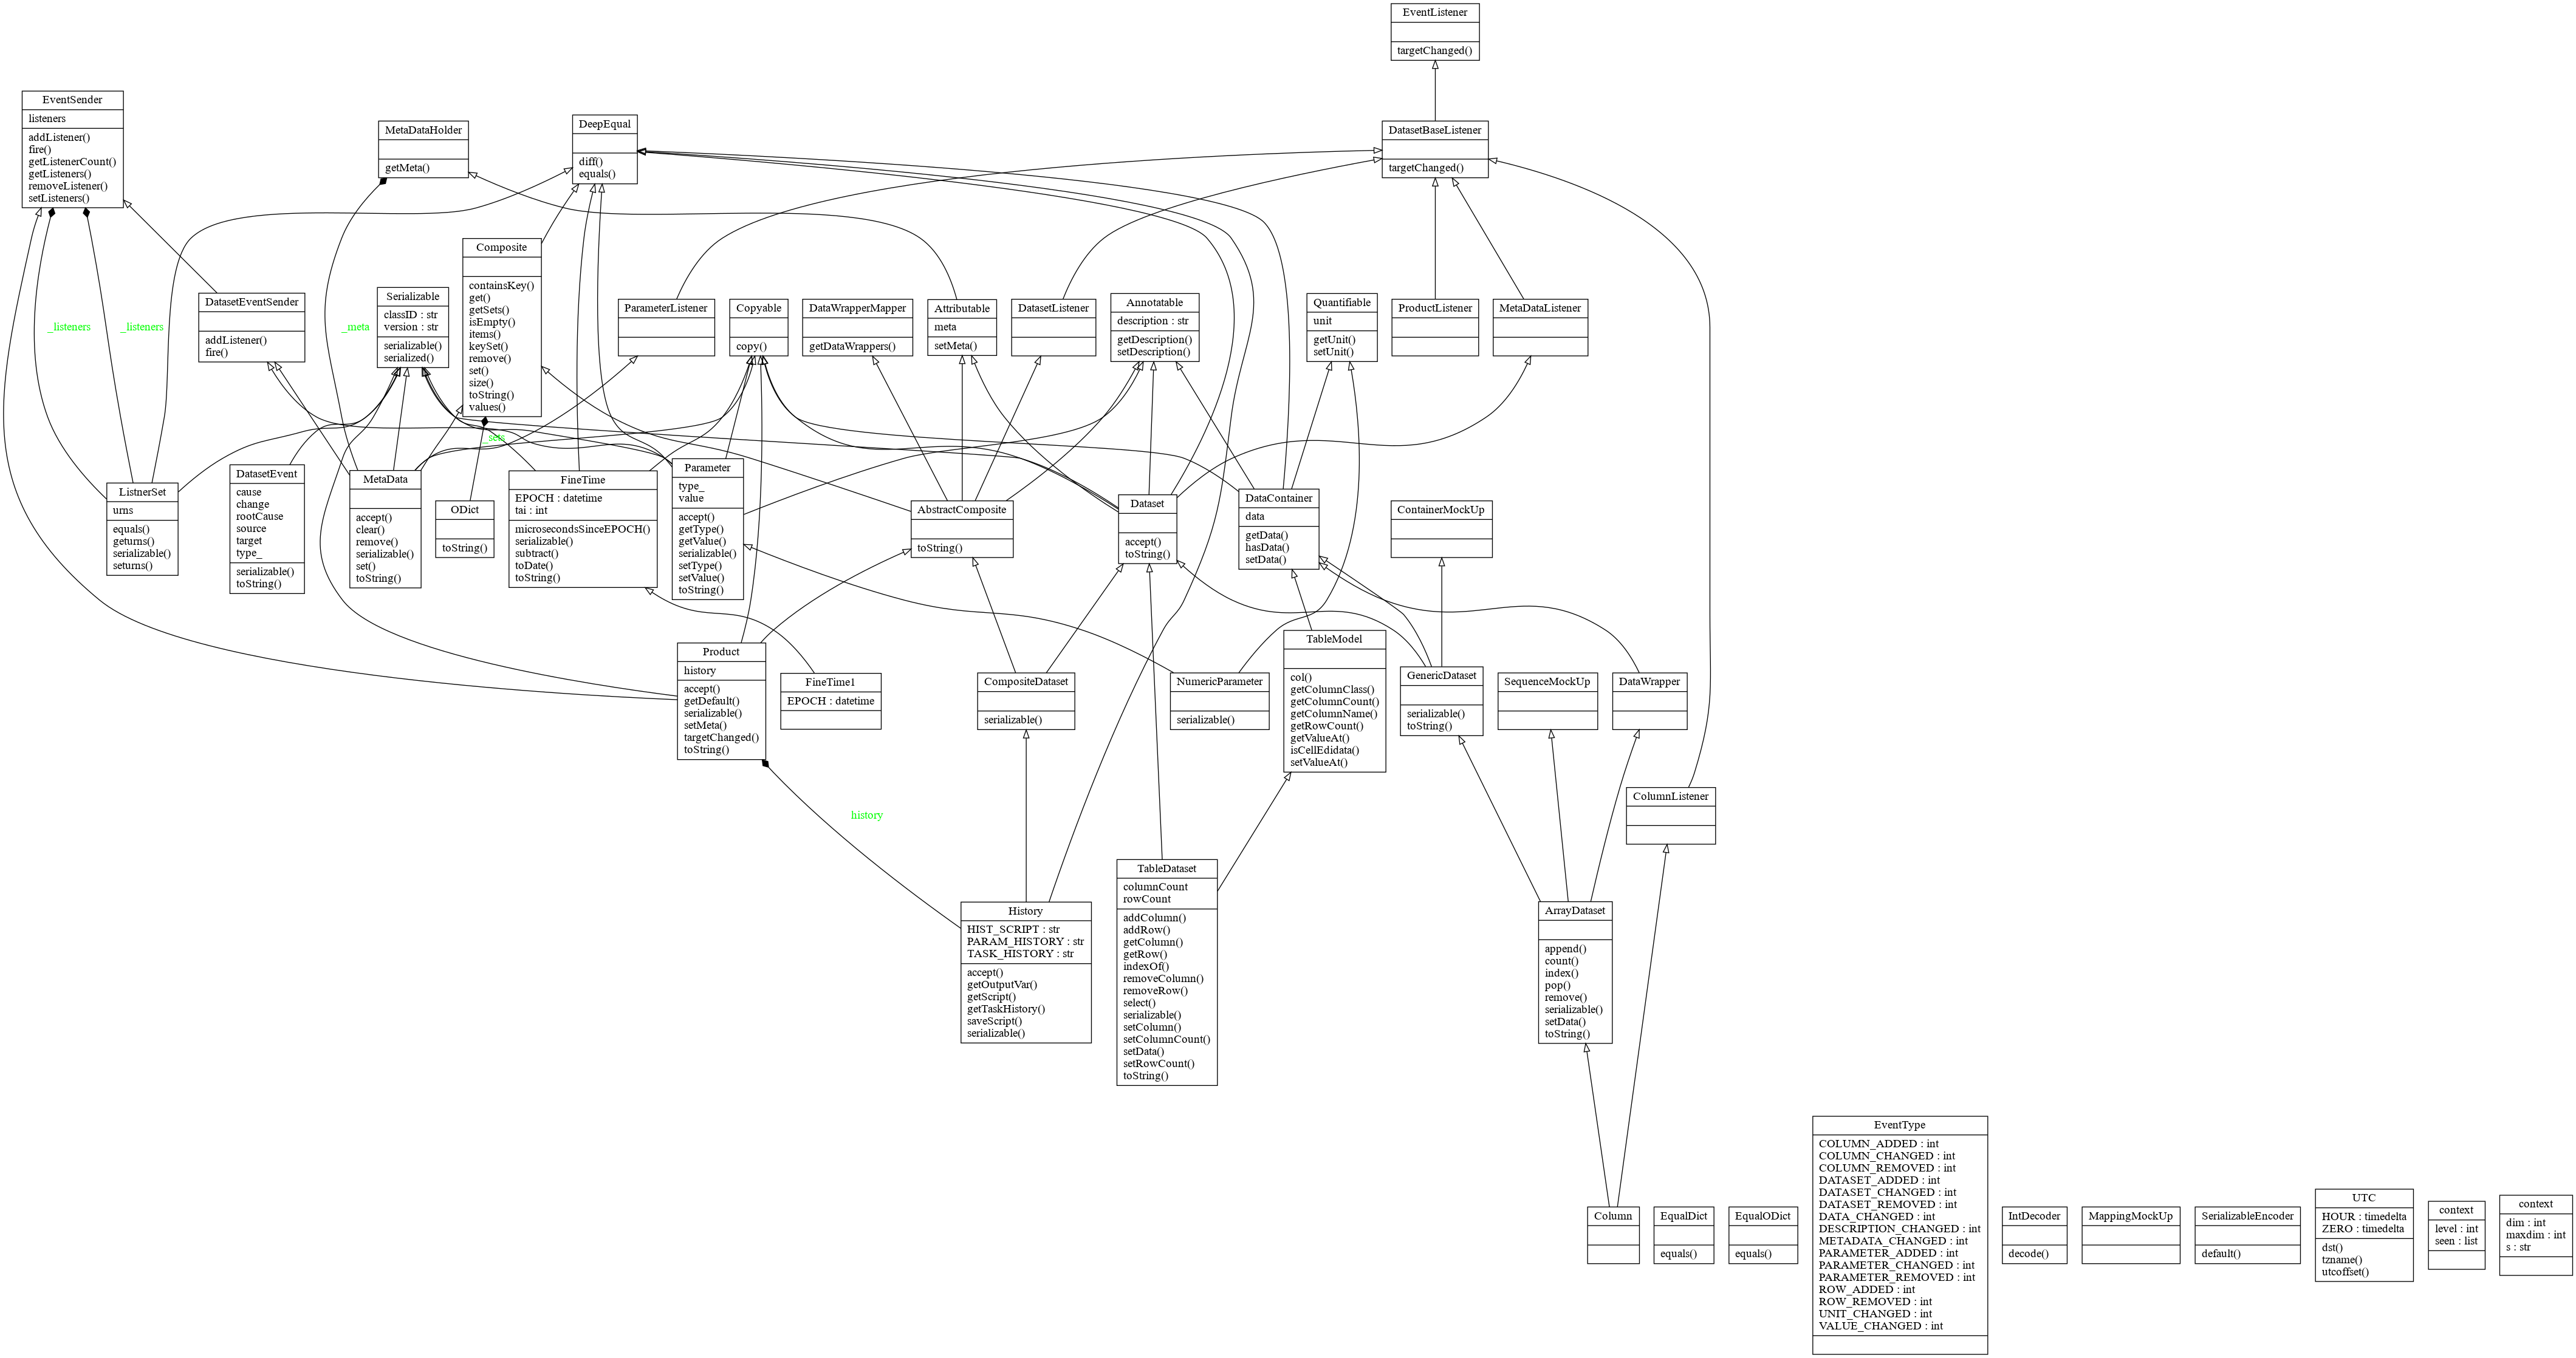 EventListener
targetChanged()
EventSender
listeners
addListener()
fire()
getListenerCount()
getListeners()
removeListener()
setListeners()
MetaDataHolder
getMeta()
DeepEqual
diff()
equals()
DatasetBaseListener
targetChanged()
DatasetEventSender
addListener()
fire()
Serializable
classID : str
version : str
serializable()
serialized()
Composite
containsKey()
get()
getSets()
isEmpty()
items()
keySet()
remove()
set()
size()
toString()
values()
ParameterListener
Copyable
copy()
DataWrapperMapper
getDataWrappers()
Attributable
meta
setMeta()
DatasetListener
Annotatable
description : str
getDescription()
setDescription()
Quantifiable
unit
getUnit()
setUnit()
ProductListener
MetaDataListener
_listeners
_listeners
_meta
_sets
ListnerSet
urns
equals()
geturns()
serializable()
seturns()
DatasetEvent
cause
change
rootCause
source
target
type_
serializable()
toString()
MetaData
accept()
clear()
remove()
serializable()
set()
toString()
ODict
toString()
FineTime
EPOCH : datetime
tai : int
microsecondsSinceEPOCH()
serializable()
subtract()
toDate()
toString()
Parameter
type_
value
accept()
getType()
getValue()
serializable()
setType()
setValue()
toString()
AbstractComposite
toString()
Dataset
accept()
toString()
DataContainer
data
getData()
hasData()
setData()
ContainerMockUp
Product
history
accept()
getDefault()
serializable()
setMeta()
targetChanged()
toString()
FineTime1
EPOCH : datetime
CompositeDataset
serializable()
NumericParameter
serializable()
TableModel
col()
getColumnClass()
getColumnCount()
getColumnName()
getRowCount()
getValueAt()
isCellEdidata()
setValueAt()
GenericDataset
serializable()
toString()
SequenceMockUp
DataWrapper
history
ColumnListener
History
HIST_SCRIPT : str
PARAM_HISTORY : str
TASK_HISTORY : str
accept()
getOutputVar()
getScript()
getTaskHistory()
saveScript()
serializable()
TableDataset
columnCount
rowCount
addColumn()
addRow()
getColumn()
getRow()
indexOf()
removeColumn()
removeRow()
select()
serializable()
setColumn()
setColumnCount()
setData()
setRowCount()
toString()
ArrayDataset
append()
count()
index()
pop()
remove()
serializable()
setData()
toString()
Column
EqualDict
equals()
EqualODict
equals()
EventType
COLUMN_ADDED : int
COLUMN_CHANGED : int
COLUMN_REMOVED : int
DATASET_ADDED : int
DATASET_CHANGED : int
DATASET_REMOVED : int
DATA_CHANGED : int
DESCRIPTION_CHANGED : int
METADATA_CHANGED : int
PARAMETER_ADDED : int
PARAMETER_CHANGED : int
PARAMETER_REMOVED : int
ROW_ADDED : int
ROW_REMOVED : int
UNIT_CHANGED : int
VALUE_CHANGED : int
IntDecoder
decode()
MappingMockUp
SerializableEncoder
default()
UTC
HOUR : timedelta
ZERO : timedelta
dst()
tzname()
utcoffset()
context
level : int
seen : list
context
dim : int
maxdim : int
s : str